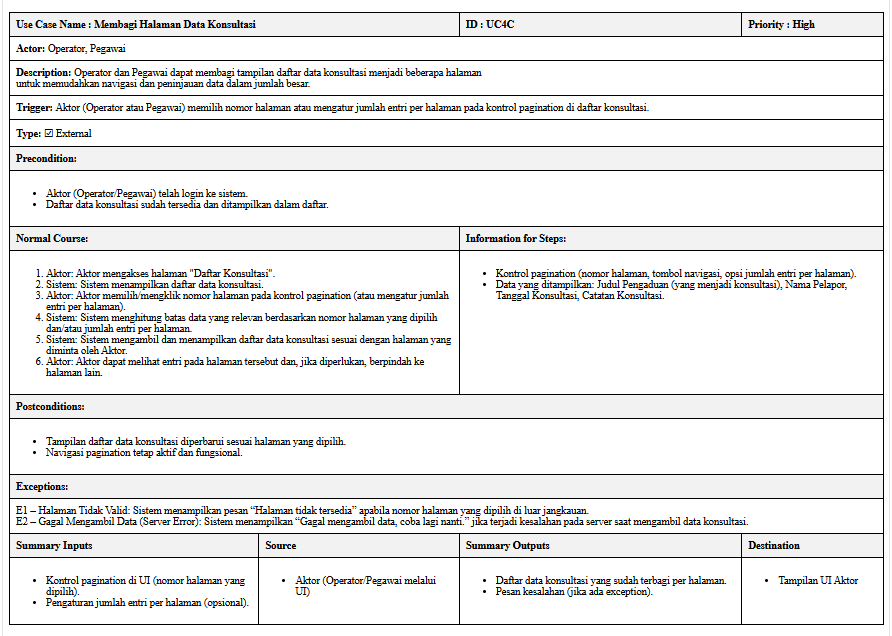 Use Case Name : Membagi Halaman Data Konsultasi
ID : UC4C
Priority : High
Actor: Operator, Pegawai
Description: Operator dan Pegawai dapat membagi tampilan daftar data konsultasi menjadi beberapa halaman
untuk memudahkan navigasi dan peninjauan data dalam jumlah besar.
Trigger: Aktor (Operator atau Pegawai) memilih nomor halaman atau mengatur jumlah entri per halaman pada kontrol pagination di daftar konsultasi.
Type: ☑ External
Precondition:
• Aktor (Operator/Pegawai) telah login ke sistem.
• Daftar data konsultasi sudah tersedia dan ditampilkan dalam daftar.
Normal Course:
1. Aktor: Aktor mengakses halaman "Daftar Konsultasi".
2. Sistem: Sistem menampilkan daftar data konsultasi.
3. Aktor: Aktor memilih/mengklik nomor halaman pada kontrol pagination (atau mengatur jumlah
entri per halaman).
4. Sistem: Sistem menghitung batas data yang relevan berdasarkan nomor halaman yang dipilih
dan/atau jumlah entri per halaman.
5. Sistem: Sistem mengambil dan menampilkan daftar data konsultasi sesuai dengan halaman yang
diminta oleh Aktor.
6. Aktor: Aktor dapat melihat entri pada halaman tersebut dan, jika diperlukan, berpindah ke
halaman lain.
Information for Steps:
• Kontrol pagination (nomor halaman, tombol navigasi, opsi jumlah entri per halaman).
• Data yang ditampilkan: Judul Pengaduan (yang menjadi konsultasi), Nama Pelapor,
Tanggal Konsultasi, Catatan Konsultasi.
Postconditions:
• Tampilan daftar data konsultasi diperbarui sesuai halaman yang dipilih.
• Navigasi pagination tetap aktif dan fungsional.
Exceptions:
E1 – Halaman Tidak Valid: Sistem menampilkan pesan “Halaman tidak tersedia” apabila nomor halaman yang dipilih di luar jangkauan.
E2 – Gagal Mengambil Data (Server Error): Sistem menampilkan “Gagal mengambil data, coba lagi nanti.” jika terjadi kesalahan pada server saat mengambil data konsultasi.
Summary Inputs
• Kontrol pagination di UI (nomor halaman yang
dipilih).
• Pengaturan jumlah entri per halaman (opsional).
Source
• Aktor (Operator/Pegawai melalui
UI)
Summary Outputs
• Daftar data konsultasi yang sudah terbagi per halaman.
• Pesan kesalahan (jika ada exception).
Destination
• Tampilan UI Aktor